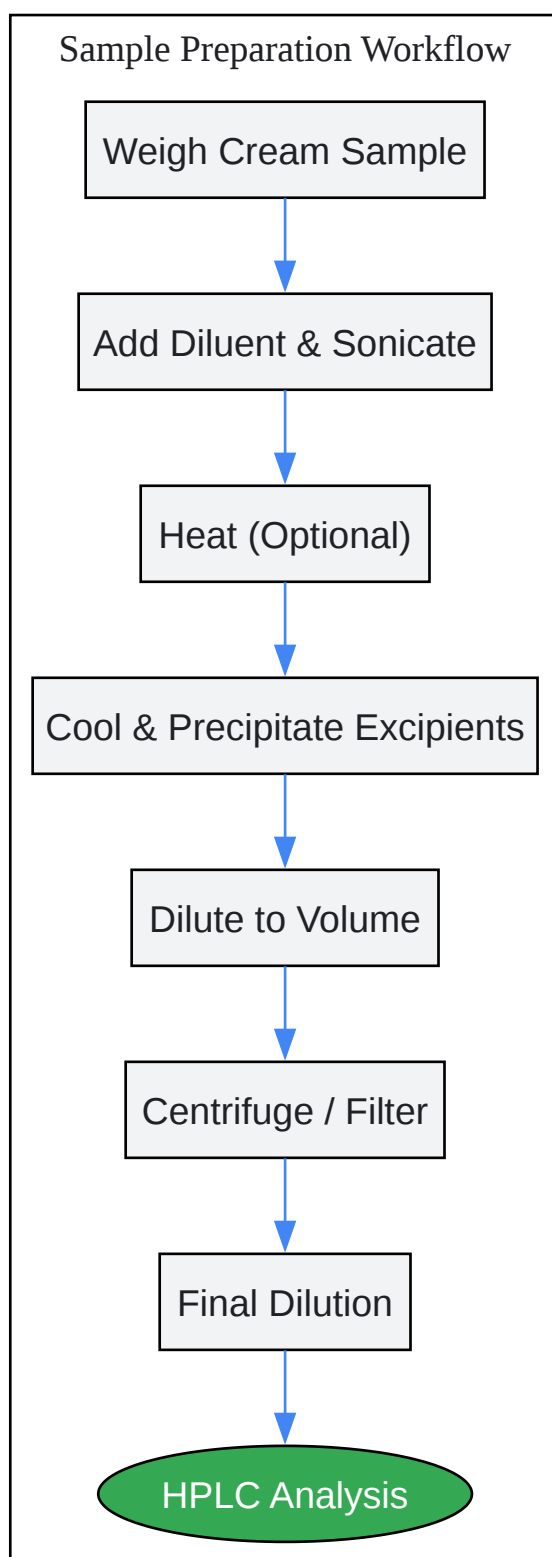 Sample Preparation Workflow
Weigh Cream Sample
Add Diluent & Sonicate
Heat (Optional)
Cool & Precipitate Excipients
Dilute to Volume
Centrifuge / Filter
Final Dilution
HPLC Analysis